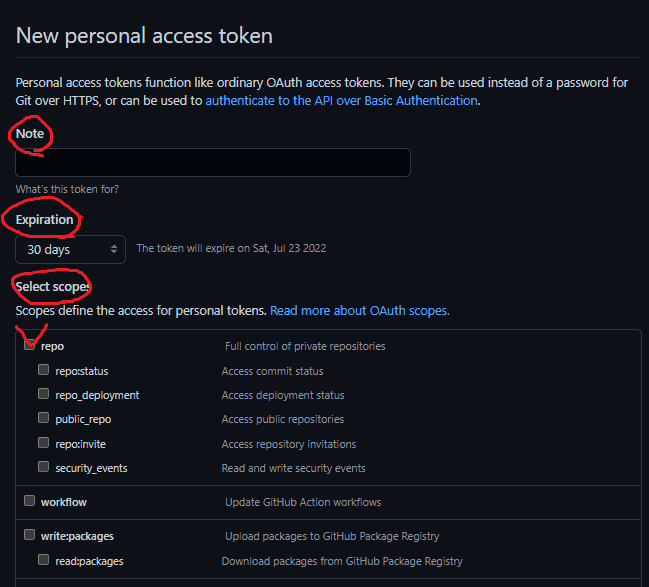 New personal access token
Personal access tokens function like ordinary OAuth access tokens. They can be used instead of a password for
Git over HTTPS, or can be used to authenticate to the API over Basic Authentication.
Note
What's this token for?
Expiration
30 days
The token will expire on Sat, Jul 23 2022
Select scopes
Scopes define the access for personal tokens. Read more about OAuth scopes.
repo Full control of private repositories
repo:status Access commit status
repo_deployment Access deployment status
public_repo Access public repositories
repo:invite Access repository invitations
security_events Read and write security events
workflow Update GitHub Action workflows
write:packages Upload packages to GitHub Package Registry
read:packages Download packages from GitHub Package Registry